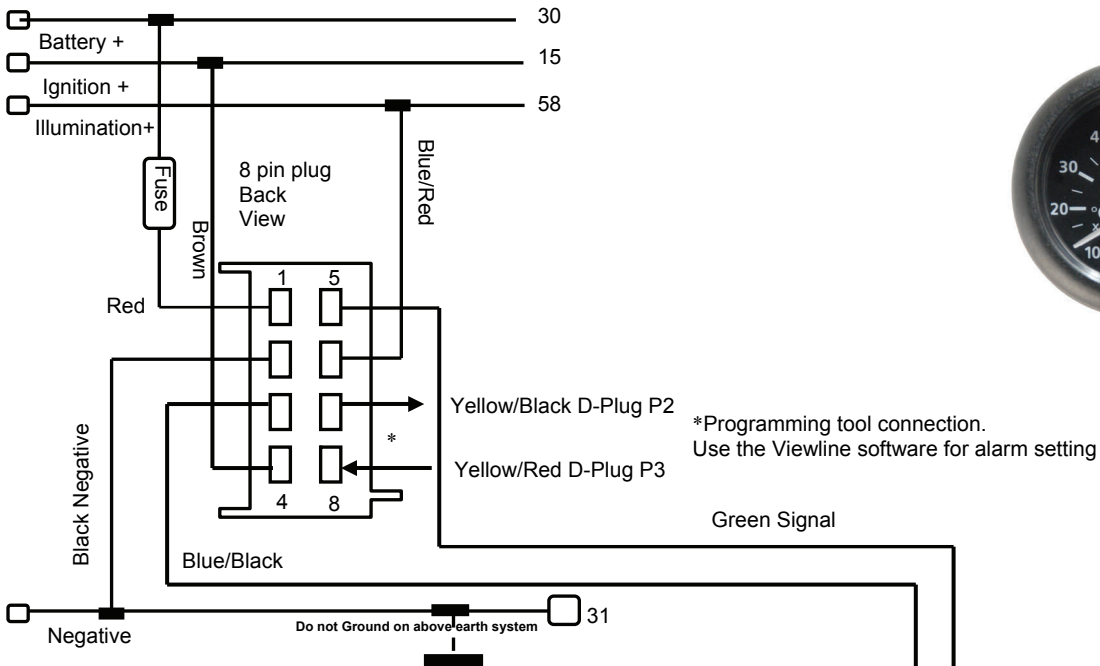 30
Battery +
15
Ignition +
58
Illumination+
Fuse
8 pin plug
Back
View
Blue/Red
Brown
Red
1 5
Yellow/Black D-Plug P2
*
Yellow/Red D-Plug P3
*Programming tool connection.
Use the Viewline software for alarm setting
4 8
Green Signal
Black Negative
Blue/Black
Negative
Do not Ground on above earth system
31
4
30
20
10